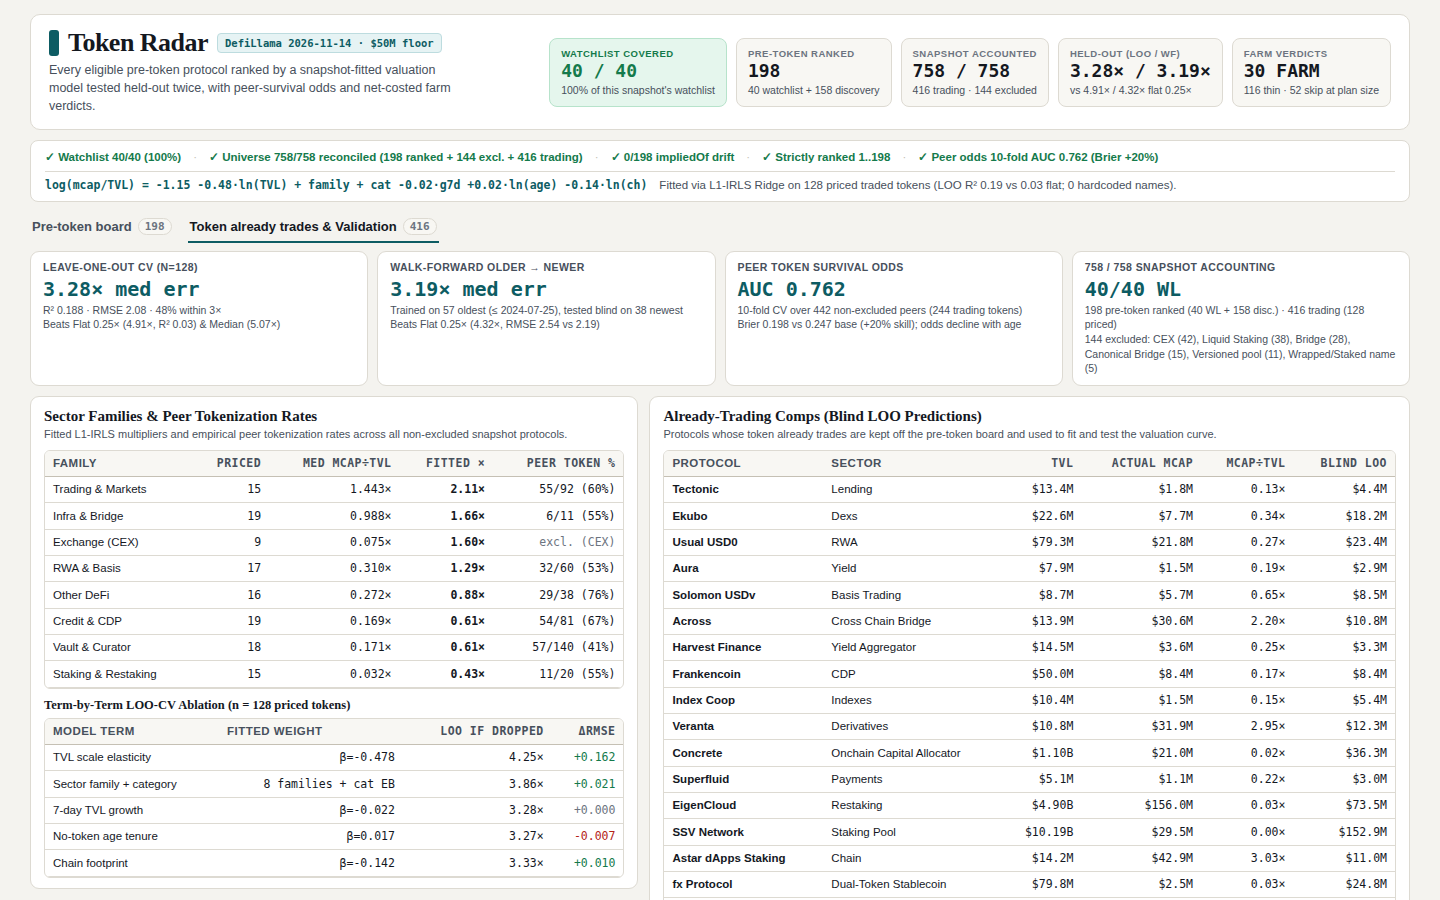 Token Radar DefiLlama 2026-11-14 · $50M floor
Every eligible pre-token protocol ranked by a snapshot-fitted valuation
model tested held-out twice, with peer-survival odds and net-costed farm
verdicts.
WATCHLIST COVERED
40 / 40
100% of this snapshot's watchlist
PRE-TOKEN RANKED
198
40 watchlist + 158 discovery
SNAPSHOT ACCOUNTED
758 / 758
416 trading · 144 excluded
HELD-OUT (LOO / WF)
3.28× / 3.19×
vs 4.91× / 4.32× flat 0.25×
FARM VERDICTS
30 FARM
116 thin · 52 skip at plan size
✓ Watchlist 40/40 (100%) · ✓ Universe 758/758 reconciled (198 ranked + 144 excl. + 416 trading) · ✓ 0/198 impliedOf drift · ✓ Strictly ranked 1..198 · ✓ Peer odds 10-fold AUC 0.762 (Brier +20%)
log(mcap/TVL) = -1.15 -0.48·ln(TVL) + family + cat -0.02·g7d +0.02·ln(age) -0.14·ln(ch) Fitted via L1-IRLS Ridge on 128 priced traded tokens (LOO R² 0.19 vs 0.03 flat; 0 hardcoded names).
Pre-token board 198 Token already trades & Validation 416
LEAVE-ONE-OUT CV (N=128)
3.28× med err
R² 0.188 · RMSE 2.08 · 48% within 3×
Beats Flat 0.25× (4.91×, R² 0.03) & Median (5.07×)
WALK-FORWARD OLDER → NEWER
3.19× med err
Trained on 57 oldest (≤ 2024-07-25), tested blind on 38 newest
Beats Flat 0.25× (4.32×, RMSE 2.54 vs 2.19)
PEER TOKEN SURVIVAL ODDS
AUC 0.762
10-fold CV over 442 non-excluded peers (244 trading tokens)
Brier 0.198 vs 0.247 base (+20% skill); odds decline with age
758 / 758 SNAPSHOT ACCOUNTING
40/40 WL
198 pre-token ranked (40 WL + 158 disc.) · 416 trading (128
priced)
144 excluded: CEX (42), Liquid Staking (38), Bridge (28),
Canonical Bridge (15), Versioned pool (11), Wrapped/Staked name
(5)
Sector Families & Peer Tokenization Rates
Fitted L1-IRLS multipliers and empirical peer tokenization rates across all non-excluded snapshot protocols.
FAMILY PRICED MED MCAP÷TVL FITTED × PEER TOKEN %
Trading & Markets 15 1.443× 2.11× 55/92 (60%)
Infra & Bridge 19 0.988× 1.66× 6/11 (55%)
Exchange (CEX) 9 0.075× 1.60× excl. (CEX)
RWA & Basis 17 0.310× 1.29× 32/60 (53%)
Other DeFi 16 0.272× 0.88× 29/38 (76%)
Credit & CDP 19 0.169× 0.61× 54/81 (67%)
Vault & Curator 18 0.171× 0.61× 57/140 (41%)
Staking & Restaking 15 0.032× 0.43× 11/20 (55%)
Term-by-Term LOO-CV Ablation (n = 128 priced tokens)
MODEL TERM FITTED WEIGHT LOO IF DROPPED ΔRMSE
TVL scale elasticity β=-0.478 4.25× +0.162
Sector family + category 8 families + cat EB 3.86× +0.021
7-day TVL growth β=-0.022 3.28× +0.000
No-token age tenure β=0.017 3.27× -0.007
Chain footprint β=-0.142 3.33× +0.010
Already-Trading Comps (Blind LOO Predictions)
Protocols whose token already trades are kept off the pre-token board and used to fit and test the valuation curve.
PROTOCOL SECTOR TVL ACTUAL MCAP MCAP÷TVL BLIND LOO
Tectonic Lending $13.4M $1.8M 0.13× $4.4M
Ekubo Dexs $22.6M $7.7M 0.34× $18.2M
Usual USD0 RWA $79.3M $21.8M 0.27× $23.4M
Aura Yield $7.9M $1.5M 0.19× $2.9M
Solomon USDv Basis Trading $8.7M $5.7M 0.65× $8.5M
Across Cross Chain Bridge $13.9M $30.6M 2.20× $10.8M
Harvest Finance Yield Aggregator $14.5M $3.6M 0.25× $3.3M
Frankencoin CDP $50.0M $8.4M 0.17× $8.4M
Index Coop Indexes $10.4M $1.5M 0.15× $5.4M
Veranta Derivatives $10.8M $31.9M 2.95× $12.3M
Concrete Onchain Capital Allocator $1.10B $21.0M 0.02× $36.3M
Superfluid Payments $5.1M $1.1M 0.22× $3.0M
EigenCloud Restaking $4.90B $156.0M 0.03× $73.5M
SSV Network Staking Pool $10.19B $29.5M 0.00× $152.9M
Astar dApps Staking Chain $14.2M $42.9M 3.03× $11.0M
fx Protocol Dual-Token Stablecoin $79.8M $2.5M 0.03× $24.8M